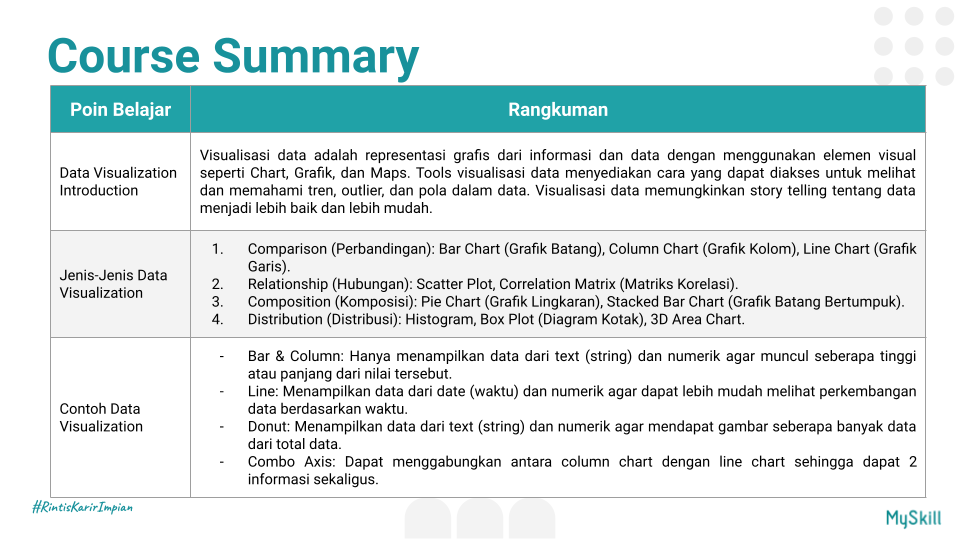 Course Summary
Poin Belajar
Rangkuman
Data Visualization
Introduction
Visualisasi data adalah representasi grafis dari informasi dan data dengan menggunakan elemen visual
seperti Chart, Grafik, dan Maps. Tools visualisasi data menyediakan cara yang dapat diakses untuk melihat
dan memahami tren, outlier, dan pola dalam data. Visualisasi data memungkinkan story telling tentang data
menjadi lebih baik dan lebih mudah.
Jenis-Jenis Data
Visualization
1. Comparison (Perbandingan): Bar Chart (Grafik Batang), Column Chart (Grafik Kolom), Line Chart (Grafik
Garis).
2. Relationship (Hubungan): Scatter Plot, Correlation Matrix (Matriks Korelasi).
3. Composition (Komposisi): Pie Chart (Grafik Lingkaran), Stacked Bar Chart (Grafik Batang Bertumpuk).
4. Distribution (Distribusi): Histogram, Box Plot (Diagram Kotak), 3D Area Chart.
Contoh Data
Visualization
- Bar & Column: Hanya menampilkan data dari text (string) dan numerik agar muncul seberapa tinggi
atau panjang dari nilai tersebut.
- Line: Menampilkan data dari date (waktu) dan numerik agar dapat lebih mudah melihat perkembangan
data berdasarkan waktu.
- Donut: Menampilkan data dari text (string) dan numerik agar mendapat gambar seberapa banyak data
dari total data.
- Combo Axis: Dapat menggabungkan antara column chart dengan line chart sehingga dapat 2
informasi sekaligus.
#RintisKarirImpian
MySkill